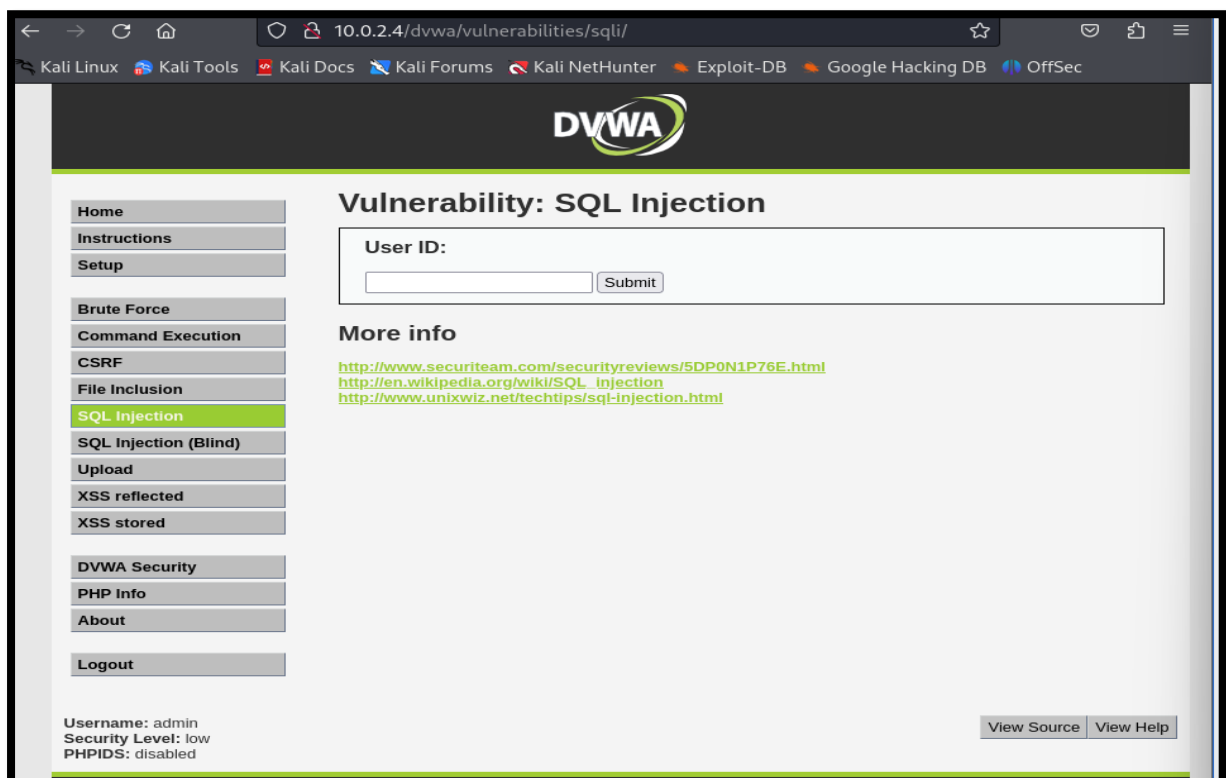 10.0.2.4/dvwa/vulnerabilities/sqli/
Kali Linux Kali Tools Kali Docs Kali Forums Kali NetHunter Exploit-DB Google Hacking DB OffSec
DVWA
Home
Instructions
Setup
Brute Force
Command Execution
CSRF
File Inclusion
SQL Injection
SQL Injection (Blind)
Upload
XSS reflected
XSS stored
DVWA Security
PHP Info
About
Logout
Vulnerability: SQL Injection
User ID:
Submit
More info
http://www.securiteam.com/securityreviews/5DP0N1P76E.html
http://en.wikipedia.org/wiki/SQL_injection
http://www.unixwiz.net/techtips/sql-injection.html
Username: admin
Security Level: low
PHPIDS: disabled
View Source View Help